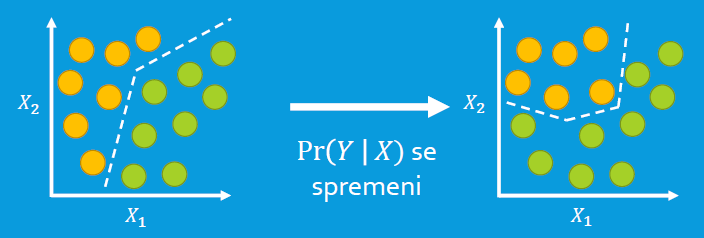 X₂
X₁
Pr(Y | X) se
spremeni
X₂
X₁